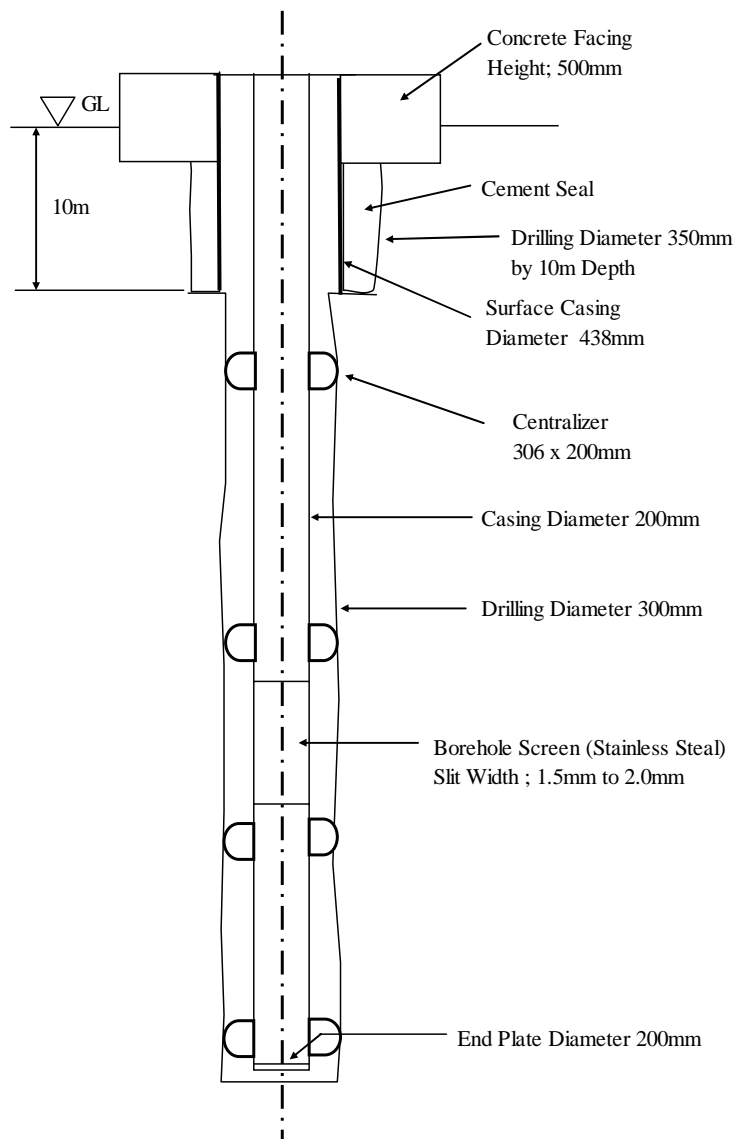 Concrete Facing
Height; 500mm
GL
10m
Cement Seal
Drilling Diameter 350mm
by 10m Depth
Surface Casing
Diameter 438mm
Centralizer
306 x 200mm
Casing Diameter 200mm
Drilling Diameter 300mm
Borehole Screen (Stainless Steal)
Slit Width ; 1.5mm to 2.0mm
End Plate Diameter 200mm